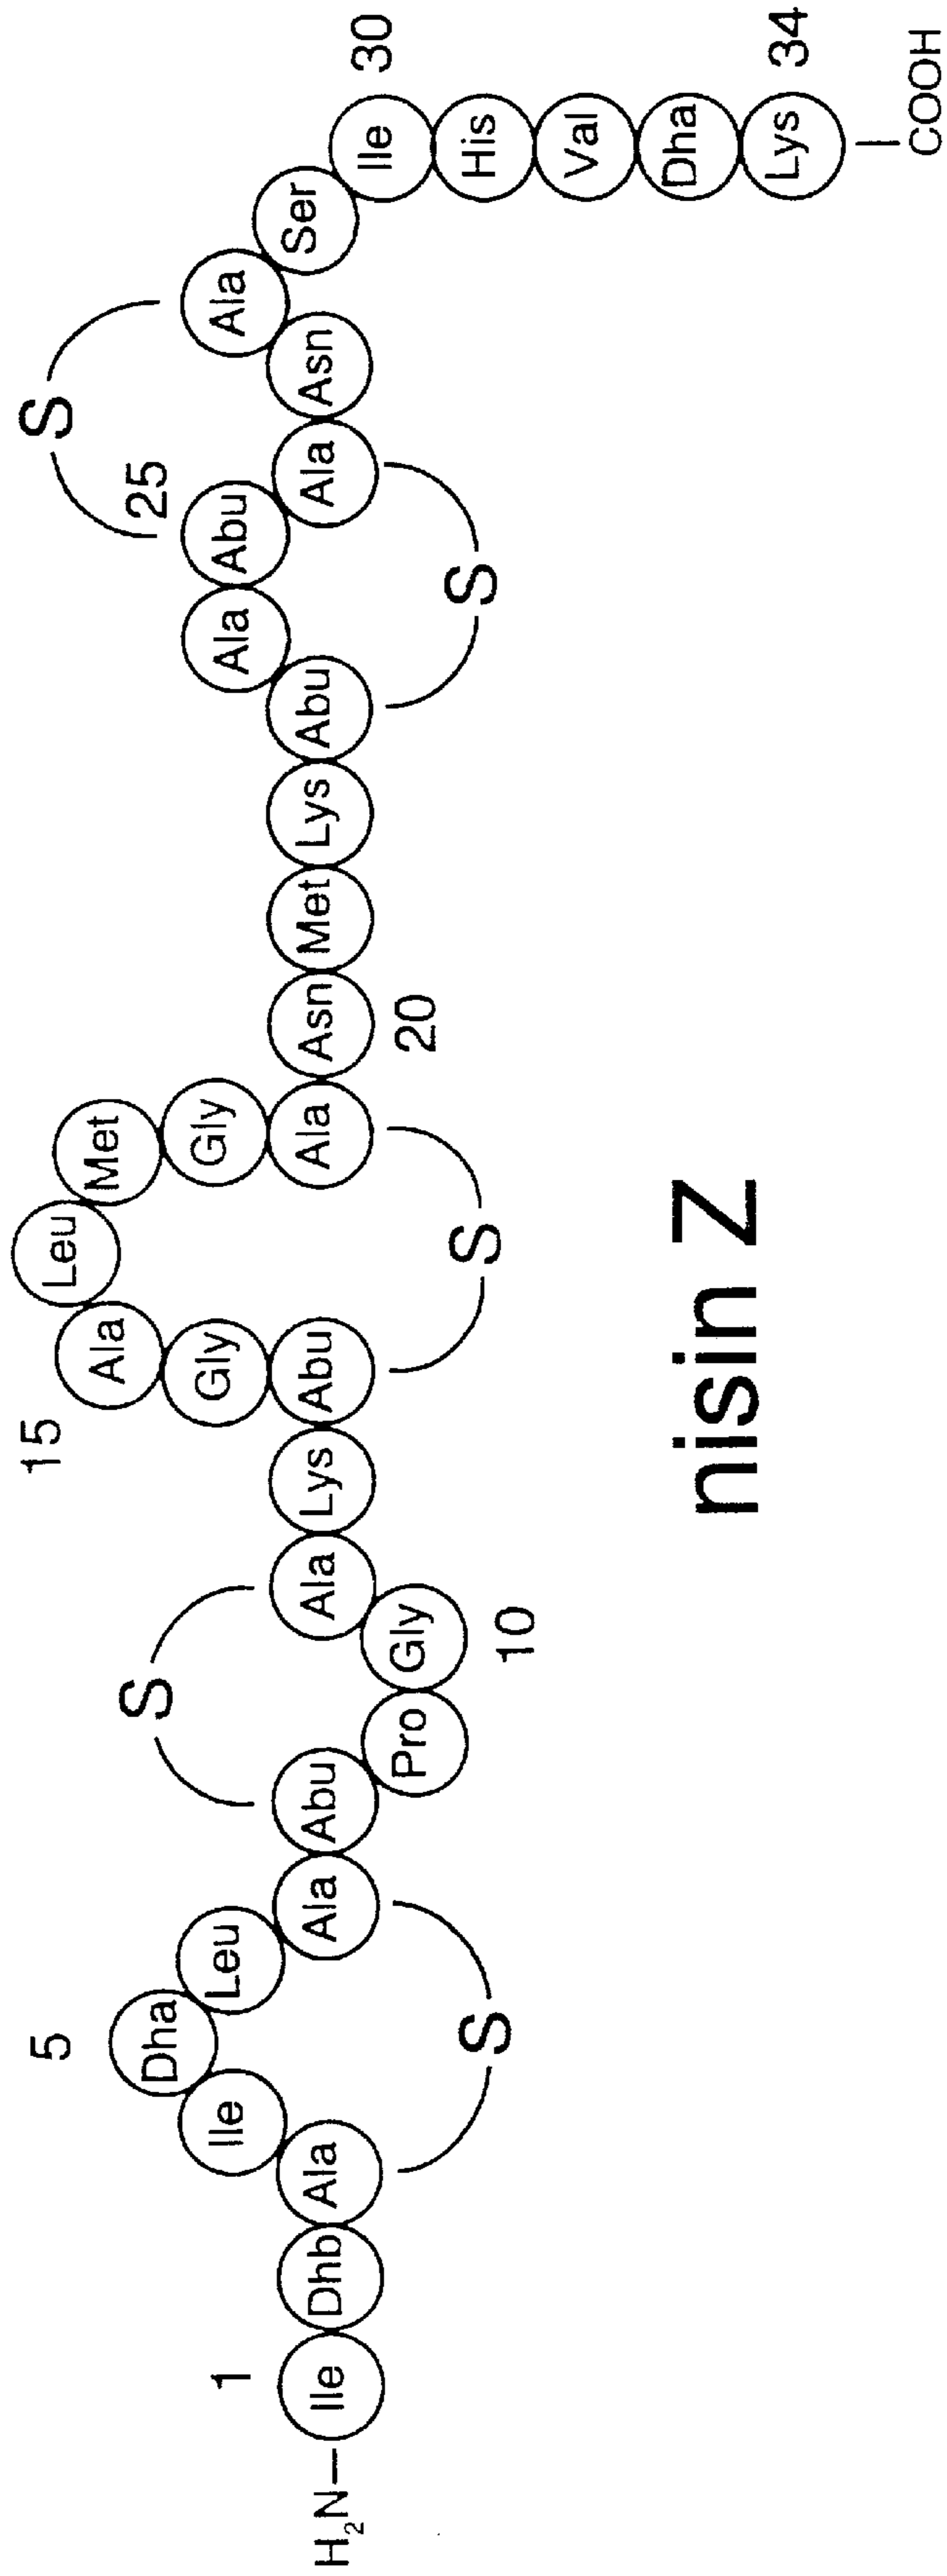 H2N
Ile
1
Dhb
Ala
Ile
Dha
5
Leu
Ala
S
Abu
Pro
Gly
10
Ala
S
Lys
Abu
Gly
Ala
15
Leu
Met
Gly
Ala
S
Asn
20
Met
Lys
Abu
Ala
Abu
25
Ala
S
Asn
Ala
S
Ser
Ile
30
His
Val
Dha
Lys
34
COOH
nisin Z